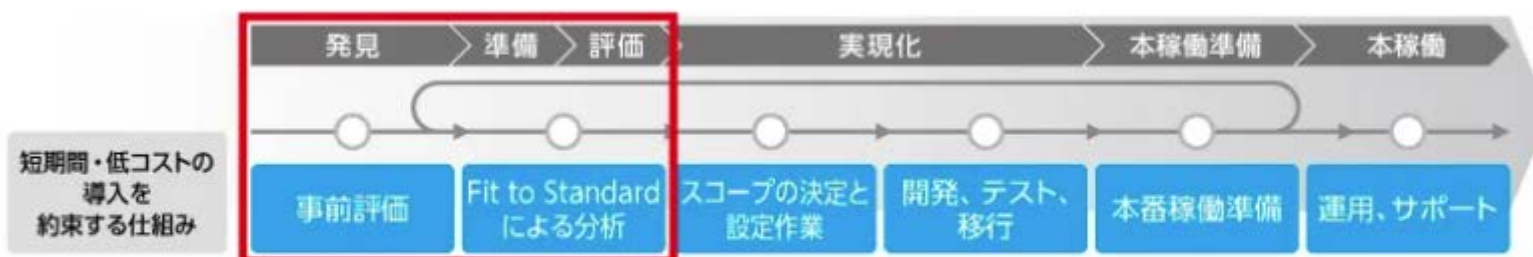 発見
準備
評価
実現化
本稼働準備
本稼働
短期間・低コストの
導入を
約束する仕組み
事前評価
Fit to Standard
による分析
スコープの決定と
設定作業
開発、テスト、
移行
本番稼働準備
運用、サポート